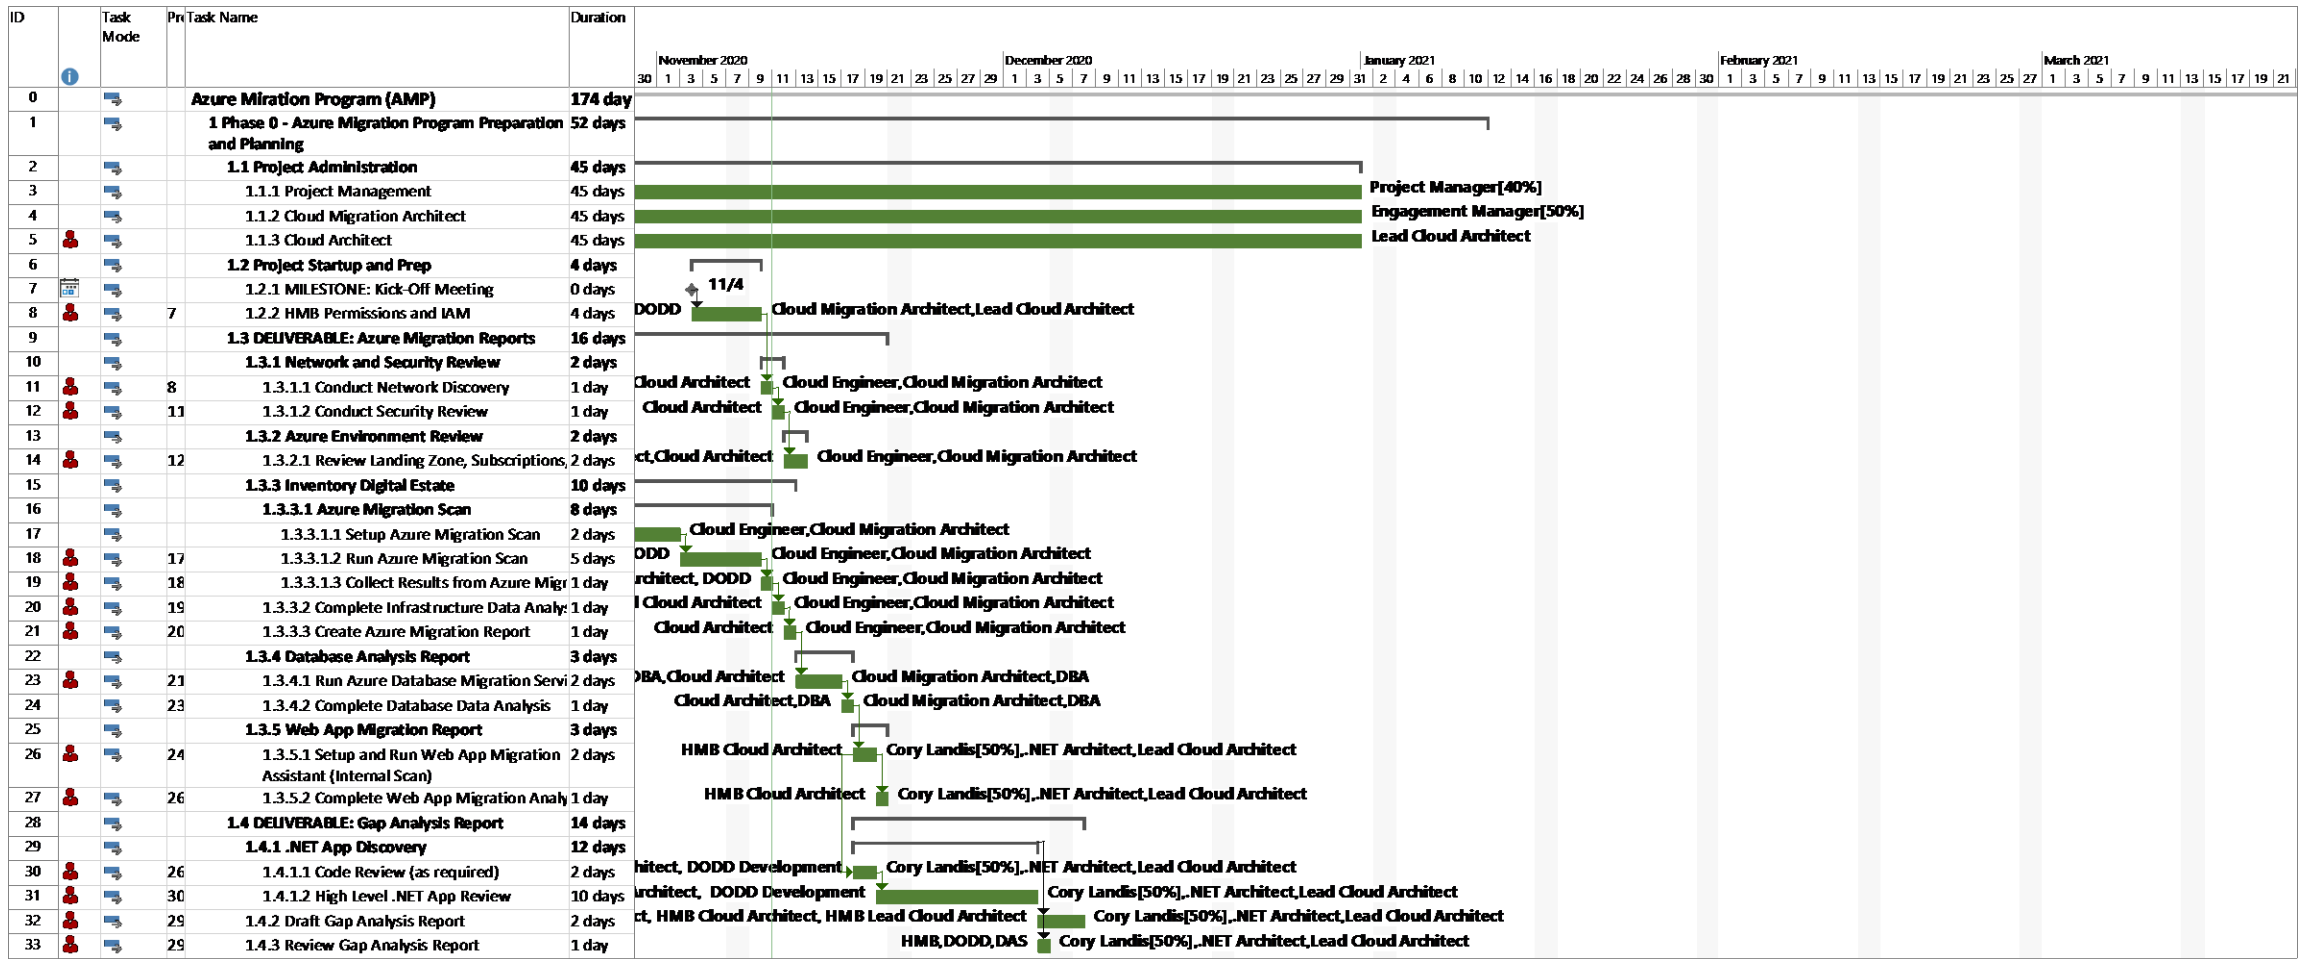 ID Task Mode Pre Task Name Duration
November 2020 December 2020 January 2021 February 2021 March 2021
30 1 3 5 7 9 11 13 15 17 19 21 23 25 27 29 1 3 5 7 9 11 13 15 17 19 21 23 25 27 29 31 2 4 6 8 10 12 14 16 18 20 22 24 26 28 30 1 3 5 7 9 11 13 15 17 19 21 23 25 27 1 3 5 7 9 11 13 15 17 19 21
0 Azure Miration Program (AMP) 174 day
1 1 Phase 0 - Azure Migration Program Preparation 52 days
and Planning
2 1.1 Project Administration 45 days
3 1.1.1 Project Management 45 days Project Manager[40%]
4 1.1.2 Cloud Migration Architect 45 days Engagement Manager[50%]
5 1.1.3 Cloud Architect 45 days Lead Cloud Architect
6 1.2 Project Startup and Prep 4 days
7 1.2.1 MILESTONE: Kick-Off Meeting 0 days 11/4
8 7 1.2.2 HMB Permissions and IAM 4 days DODD Cloud Migration Architect,Lead Cloud Architect
9 1.3 DELIVERABLE: Azure Migration Reports 16 days
10 1.3.1 Network and Security Review 2 days
11 8 1.3.1.1 Conduct Network Discovery 1 day Cloud Architect Cloud Engineer,Cloud Migration Architect
12 11 1.3.1.2 Conduct Security Review 1 day Cloud Architect Cloud Engineer,Cloud Migration Architect
13 1.3.2 Azure Environment Review 2 days
14 12 1.3.2.1 Review Landing Zone, Subscriptions, 2 days ct,Cloud Architect Cloud Engineer,Cloud Migration Architect
15 1.3.3 Inventory Digital Estate 10 days
16 1.3.3.1 Azure Migration Scan 8 days
17 1.3.3.1.1 Setup Azure Migration Scan 2 days Cloud Engineer,Cloud Migration Architect
18 17 1.3.3.1.2 Run Azure Migration Scan 5 days DODD Cloud Engineer,Cloud Migration Architect
19 18 1.3.3.1.3 Collect Results from Azure Migr 1 day rchitect, DODD Cloud Engineer,Cloud Migration Architect
20 19 1.3.3.2 Complete Infrastructure Data Analys 1 day l Cloud Architect Cloud Engineer,Cloud Migration Architect
21 20 1.3.3.3 Create Azure Migration Report 1 day Cloud Architect Cloud Engineer,Cloud Migration Architect
22 1.3.4 Database Analysis Report 3 days
23 21 1.3.4.1 Run Azure Database Migration Servi 2 days DBA,Cloud Architect Cloud Migration Architect,DBA
24 23 1.3.4.2 Complete Database Data Analysis 1 day Cloud Architect,DBA Cloud Migration Architect,DBA
25 1.3.5 Web App Migration Report 3 days
26 24 1.3.5.1 Setup and Run Web App Migration 2 days HMB Cloud Architect Cory Landis[50%],.NET Architect,Lead Cloud Architect
Assistant (Internal Scan)
27 26 1.3.5.2 Complete Web App Migration Analy 1 day HMB Cloud Architect Cory Landis[50%],.NET Architect,Lead Cloud Architect
28 1.4 DELIVERABLE: Gap Analysis Report 14 days
29 1.4.1 .NET App Discovery 12 days
30 26 1.4.1.1 Code Review (as required) 2 days hitect, DODD Development Cory Landis[50%],.NET Architect,Lead Cloud Architect
31 30 1.4.1.2 High Level .NET App Review 10 days Architect, DODD Development Cory Landis[50%],.NET Architect,Lead Cloud Architect
32 29 1.4.2 Draft Gap Analysis Report 2 days ct, HMB Cloud Architect, HMB Lead Cloud Architect Cory Landis[50%],.NET Architect,Lead Cloud Architect
33 29 1.4.3 Review Gap Analysis Report 1 day HMB,DODD,DAS Cory Landis[50%],.NET Architect,Lead Cloud Architect